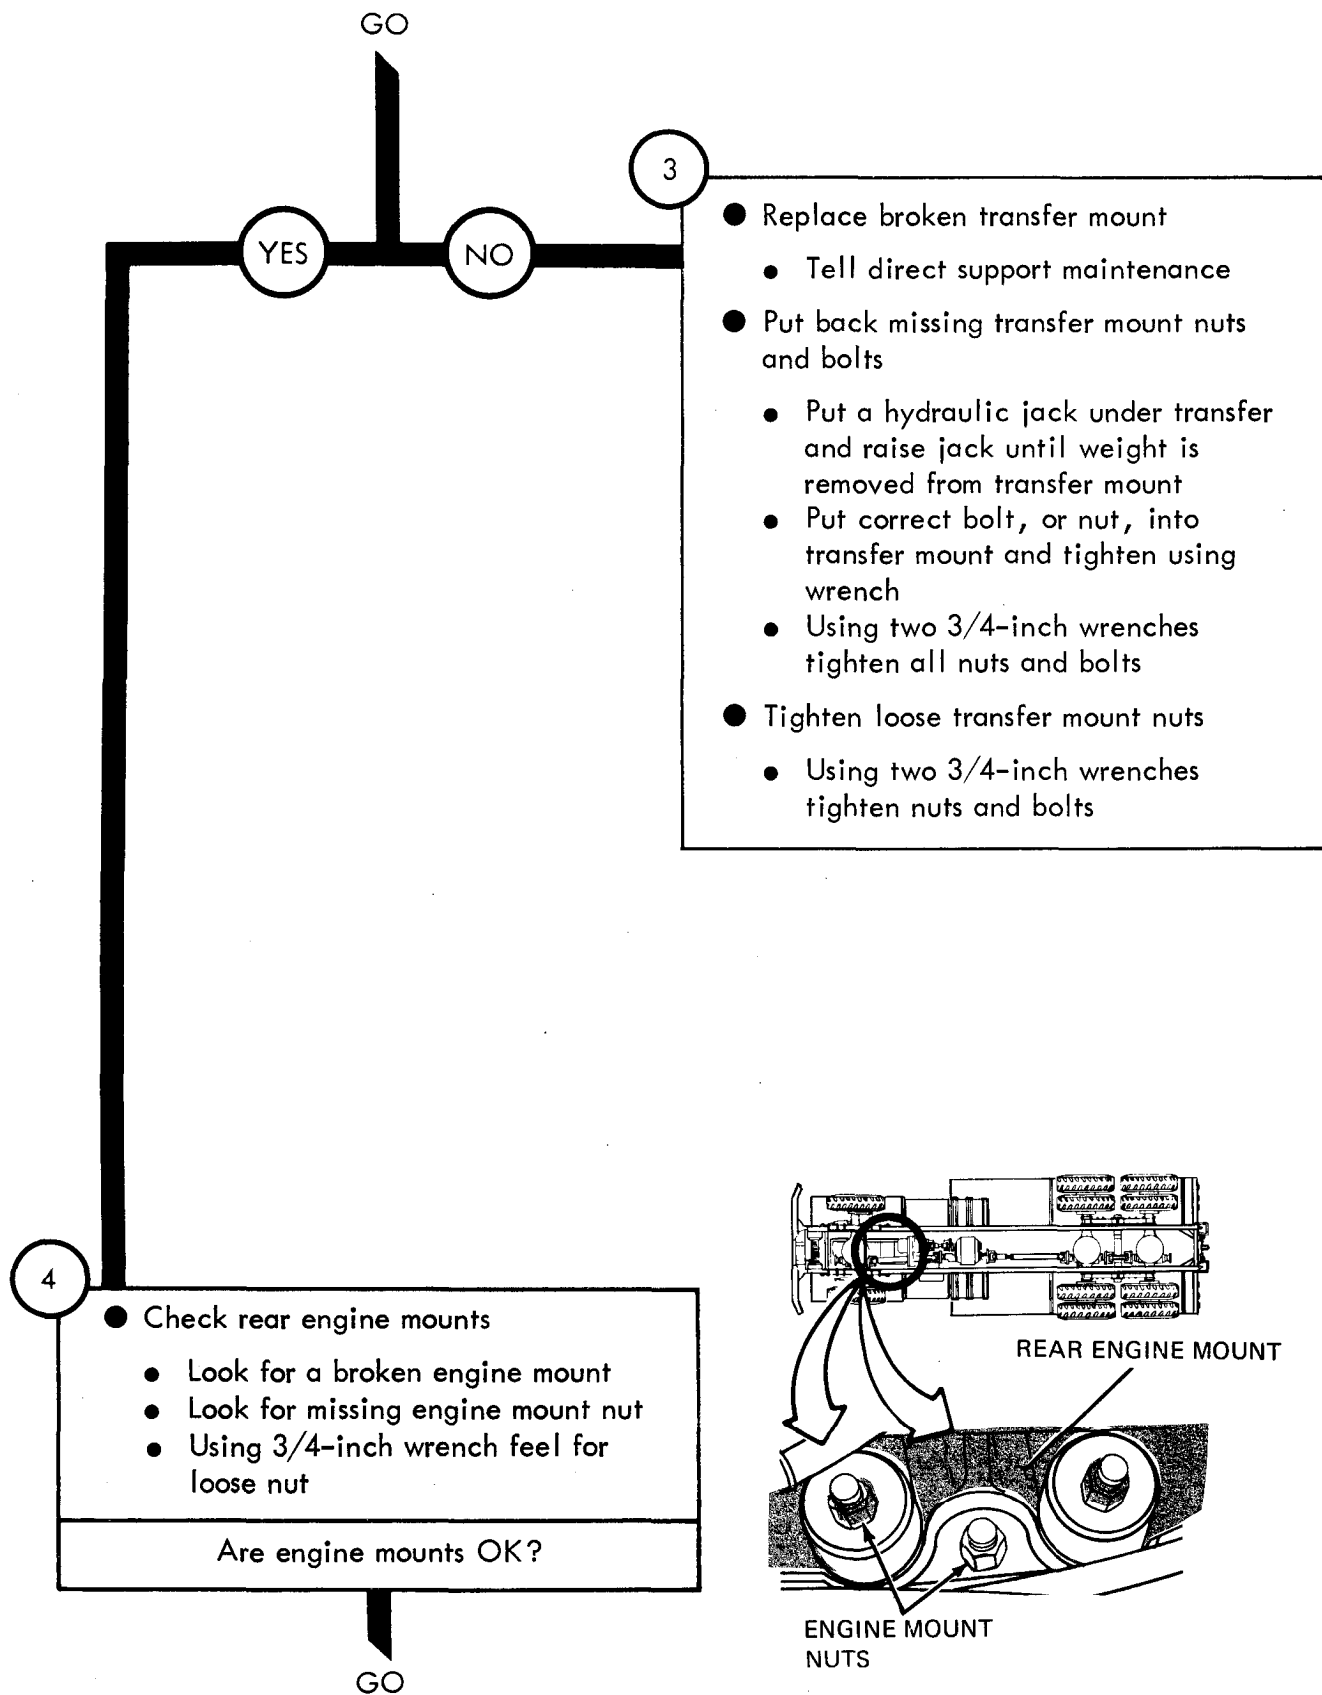 GO
YES
NO
3
● Replace broken transfer mount
● Tell direct support maintenance
● Put back missing transfer mount nuts
and bolts
● Put a hydraulic jack under transfer
and raise jack until weight is
removed from transfer mount
● Put correct bolt, or nut, into
transfer mount and tighten using
wrench
● Using two 3/4-inch wrenches
tighten all nuts and bolts
● Tighten loose transfer mount nuts
● Using two 3/4-inch wrenches
tighten nuts and bolts
4
● Check rear engine mounts
● Look for a broken engine mount
● Look for missing engine mount nut
● Using 3/4-inch wrench feel for
loose nut
Are engine mounts OK?
GO
REAR ENGINE MOUNT
ENGINE MOUNT
NUTS